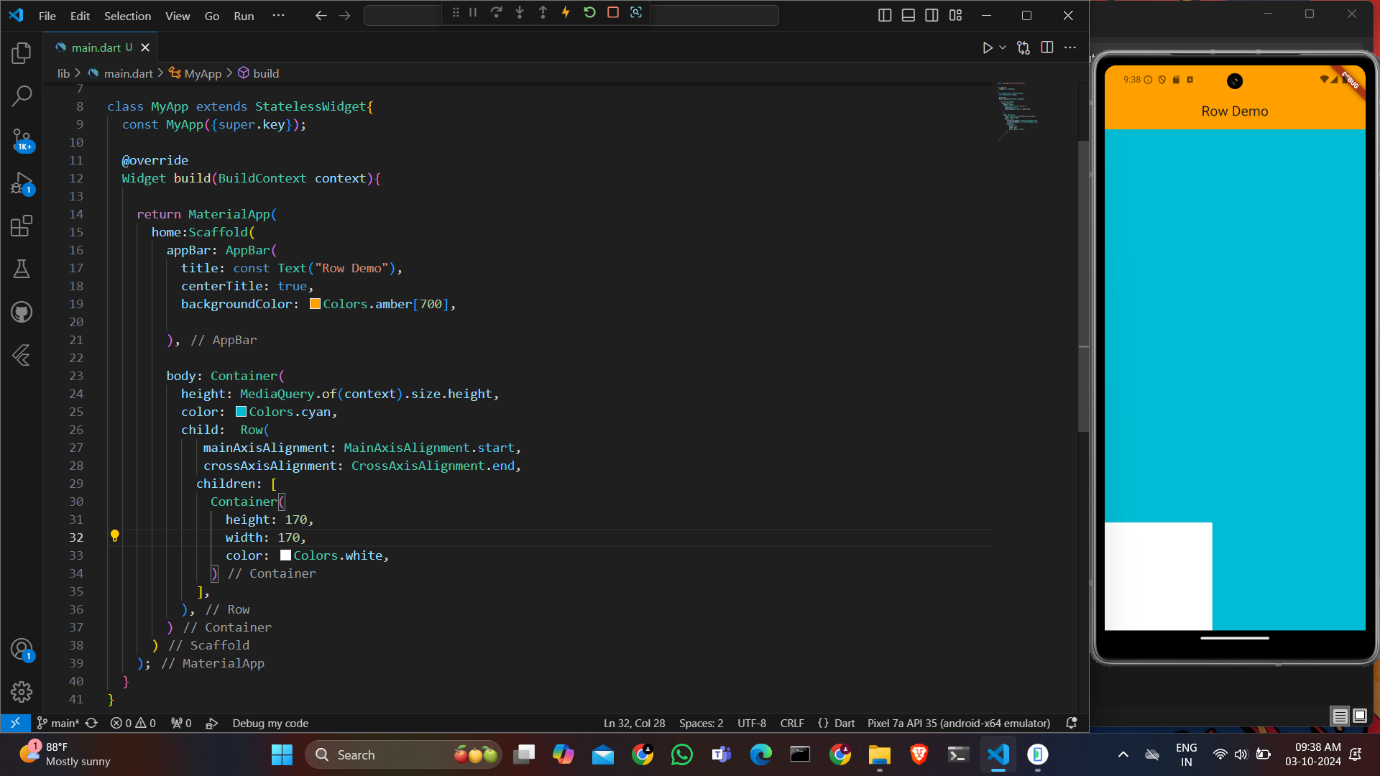 File Edit Selection View Go Run ···
main.dart U
lib > main.dart > MyApp > build
7
8 class MyApp extends StatelessWidget{
9 const MyApp({super.key});
10
11 @override
12 Widget build(BuildContext context){
13
14 return MaterialApp(
15 home:Scaffold(
16 appBar: AppBar(
17 title: const Text("Row Demo"),
18 centerTitle: true,
19 backgroundColor: Colors.amber[700],
20
21 ), // AppBar
22
23 body: Container(
24 height: MediaQuery.of(context).size.height,
25 color: Colors.cyan,
26 child:  Row(
27 mainAxisAlignment: MainAxisAlignment.start,
28 crossAxisAlignment: CrossAxisAlignment.end,
29 children: [
30 Container(
31 height: 170,
32 width: 170,
33 color: Colors.white,
34 ) // Container
35 ],
36 ), // Row
37 ) // Container
38 ) // Scaffold
39 ); // MaterialApp
40 }
41 }
1K+
1
1
9:38
DEBUG
Row Demo
main* 0 0 0 Debug my code Ln 32, Col 28 Spaces: 2 UTF-8 CRLF {} Dart Pixel 7a API 35 (android-x64 emulator)
1
88°F
Mostly sunny
Search
ENG
IN
09:38 AM
03-10-2024